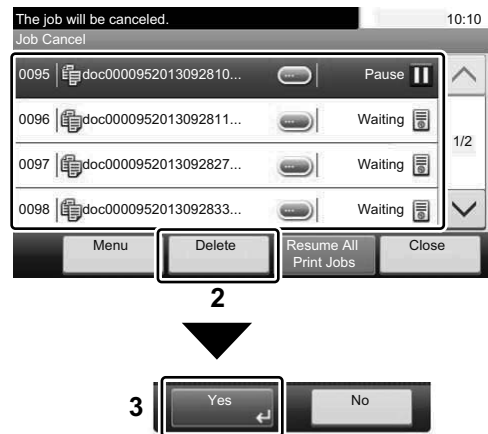 The job will be canceled. 10:10
Job Cancel
0095 doc0000952013092810... Pause
0096 doc0000952013092811... Waiting
1/2
0097 doc0000952013092827... Waiting
0098 doc0000952013092833... Waiting
Menu Delete Resume All Print Jobs Close
2
3 Yes No